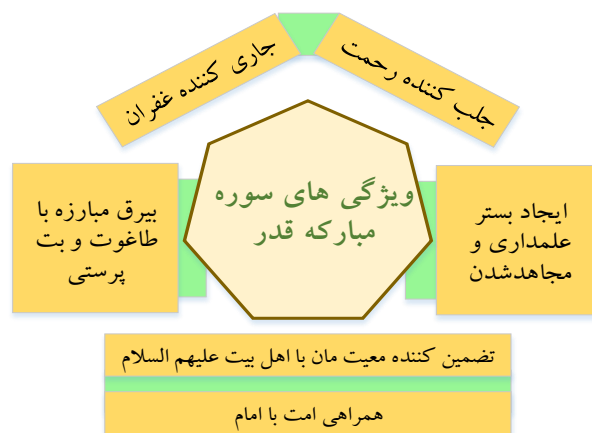 جلب کننده رحمت
جاری کننده غفران
ویژگی های سوره
مبارکه قدر
ایجاد بستر
علمداری و
مجاهدشدن
بیرق مبارزه با
طاغوت و بت
پرستی
تضمین کننده معیت مان با اهل بیت علیهم السلام
همراهی امت با امام